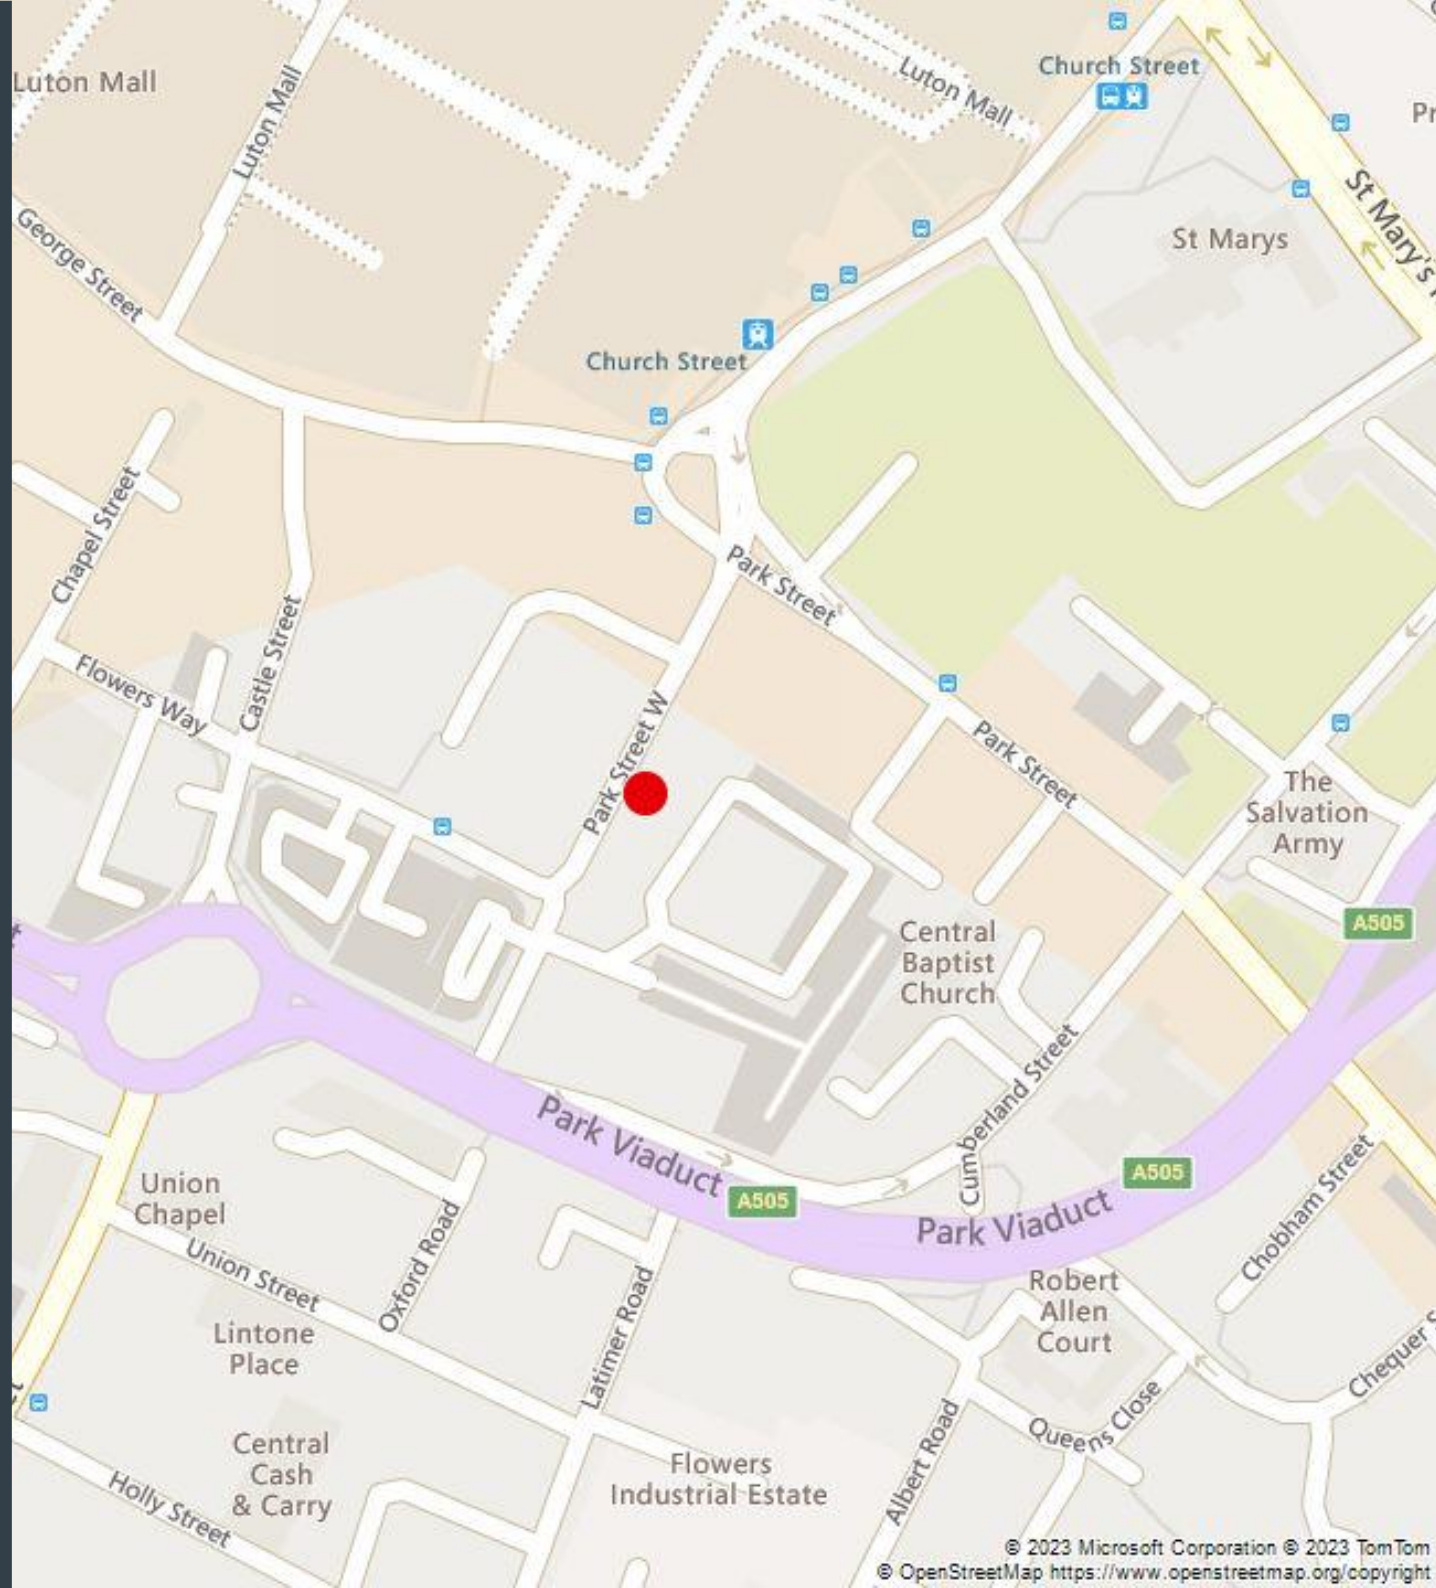 Church Street
Luton Mall
Luton Mall
Luton Mall
Pr
St Mary's
George Street
St Marys
Church Street
Chapel Street
Park Street
Castle Street
Flowers Way
Park Street W
Park Street
The
Salvation
Army
A505
Central
Baptist
Church
Cumberland Street
Park Viaduct
A505
A505
Park Viaduct
Chobham Street
Union
Chapel
Oxford Road
Union Street
Latimer Road
Robert
Allen
Court
Lintone
Place
Chequer S
Queens Close
Albert Road
Central
Cash
& Carry
Flowers
Industrial Estate
Holly Street
© 2023 Microsoft Corporation © 2023 TomTom
© OpenStreetMap https://www.openstreetmap.org/copyright